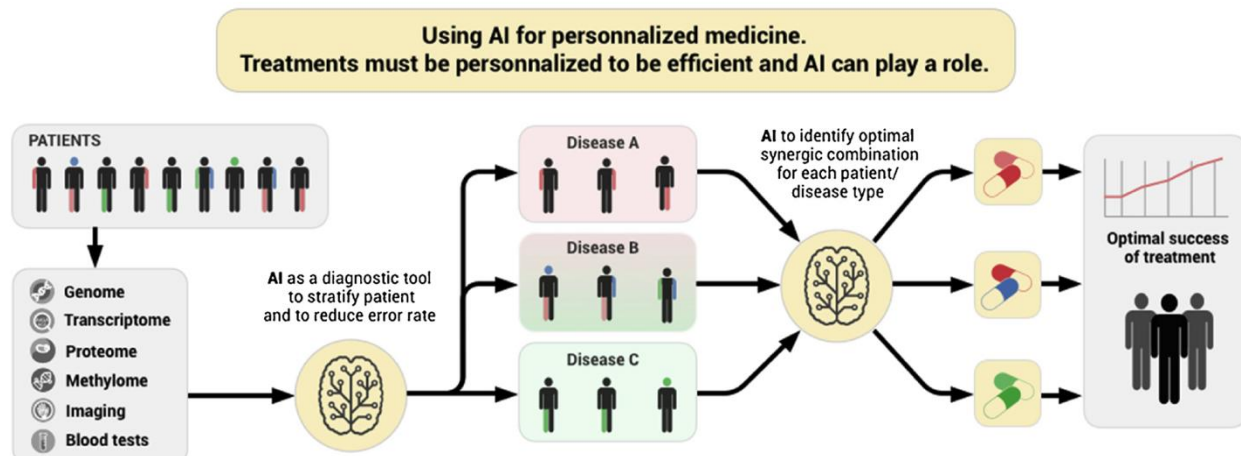 Using AI for personnalized medicine.
Treatments must be personnalized to be efficient and AI can play a role.
PATIENTS
Genome
Transcriptome
Proteome
Methylome
Imaging
Blood tests
AI as a diagnostic tool
to stratify patient
and to reduce error rate
Disease A
Disease B
Disease C
AI to identify optimal
synergic combination
for each patient/
disease type
Optimal success
of treatment